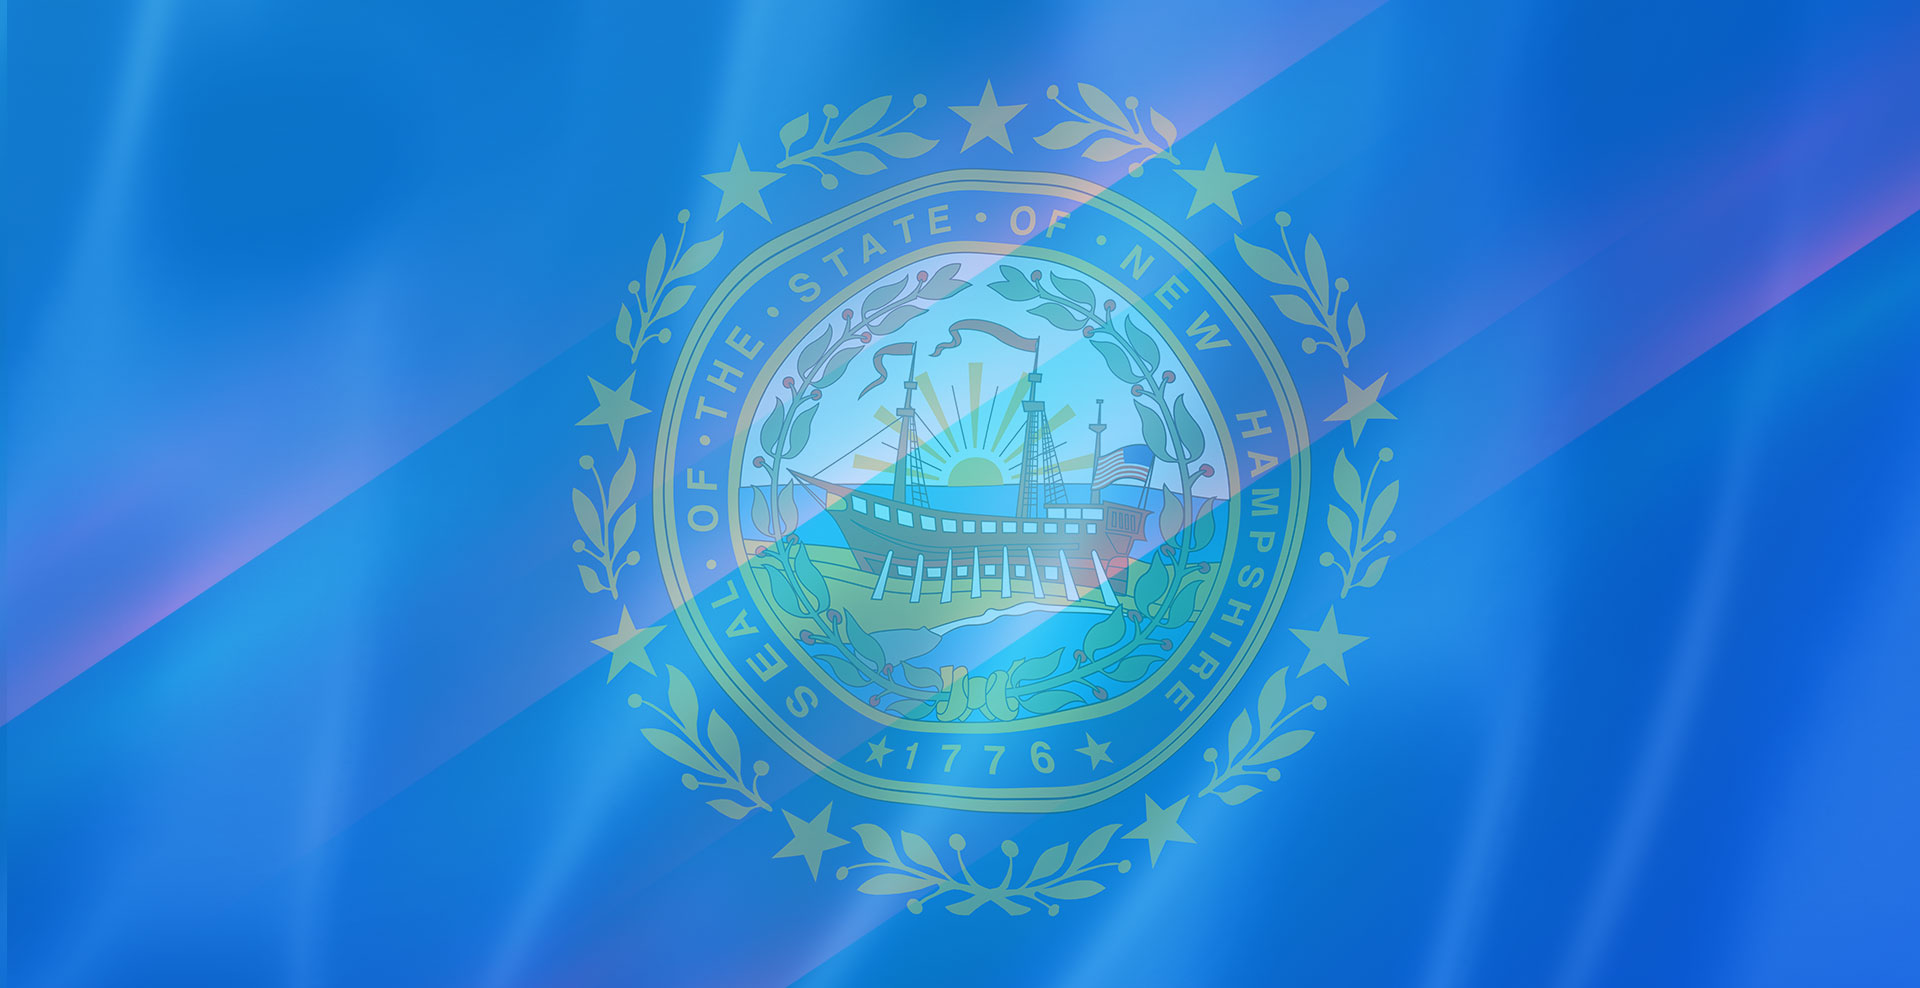 SEAL • OF • THE • STATE • OF • NEW HAMPSHIRE
★ 1776 ★